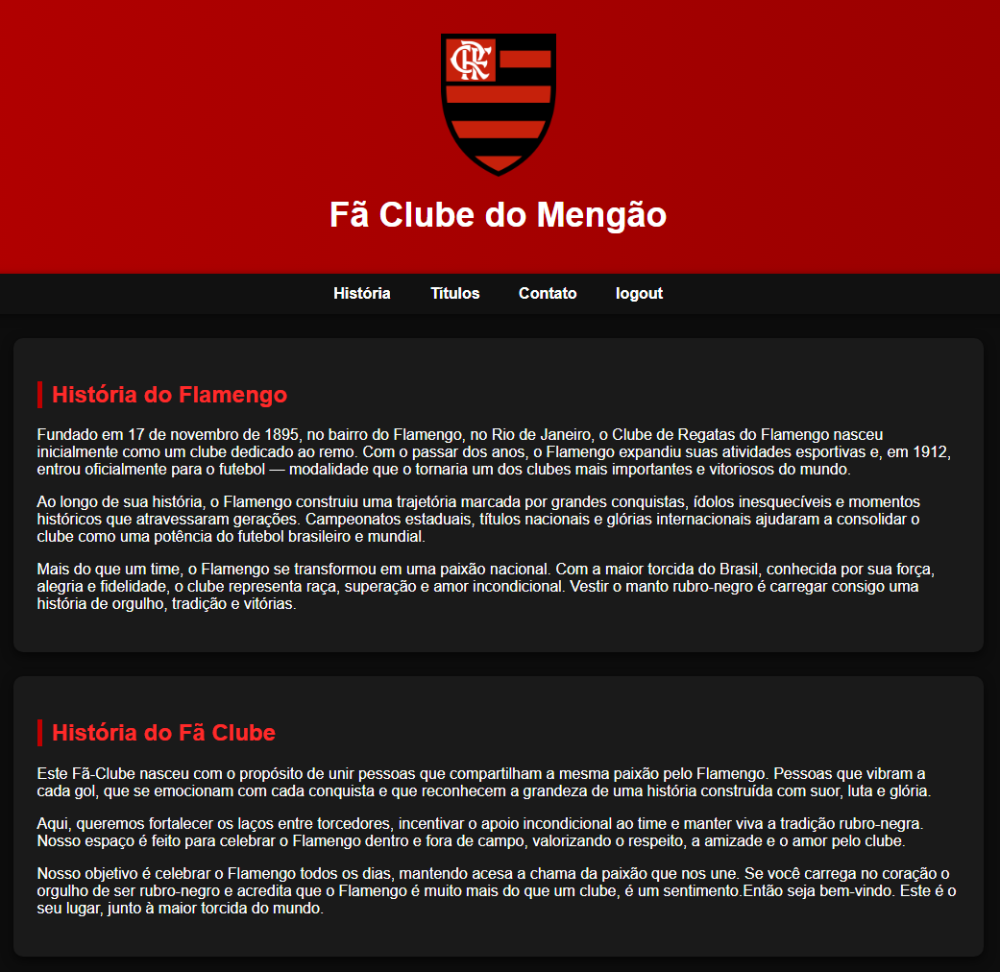 CRF
Fã Clube do Mengão
História Títulos Contato logout
História do Flamengo
Fundado em 17 de novembro de 1895, no bairro do Flamengo, no Rio de Janeiro, o Clube de Regatas do Flamengo nasceu
inicialmente como um clube dedicado ao remo. Com o passar dos anos, o Flamengo expandiu suas atividades esportivas e, em 1912,
entrou oficialmente para o futebol — modalidade que o tornaria um dos clubes mais importantes e vitoriosos do mundo.
Ao longo de sua história, o Flamengo construiu uma trajetória marcada por grandes conquistas, ídolos inesquecíveis e momentos
históricos que atravessaram gerações. Campeonatos estaduais, títulos nacionais e glórias internacionais ajudaram a consolidar o
clube como uma potência do futebol brasileiro e mundial.
Mais do que um time, o Flamengo se transformou em uma paixão nacional. Com a maior torcida do Brasil, conhecida por sua força,
alegria e fidelidade, o clube representa raça, superação e amor incondicional. Vestir o manto rubro-negro é carregar consigo uma
história de orgulho, tradição e vitórias.
História do Fã Clube
Este Fã-Clube nasceu com o propósito de unir pessoas que compartilham a mesma paixão pelo Flamengo. Pessoas que vibram a
cada gol, que se emocionam com cada conquista e que reconhecem a grandeza de uma história construída com suor, luta e glória.
Aqui, queremos fortalecer os laços entre torcedores, incentivar o apoio incondicional ao time e manter viva a tradição rubro-negra.
Nosso espaço é feito para celebrar o Flamengo dentro e fora de campo, valorizando o respeito, a amizade e o amor pelo clube.
Nosso objetivo é celebrar o Flamengo todos os dias, mantendo acesa a chama da paixão que nos une. Se você carrega no coração o
orgulho de ser rubro-negro e acredita que o Flamengo é muito mais do que um clube, é um sentimento.Então seja bem-vindo. Este é o
seu lugar, junto à maior torcida do mundo.